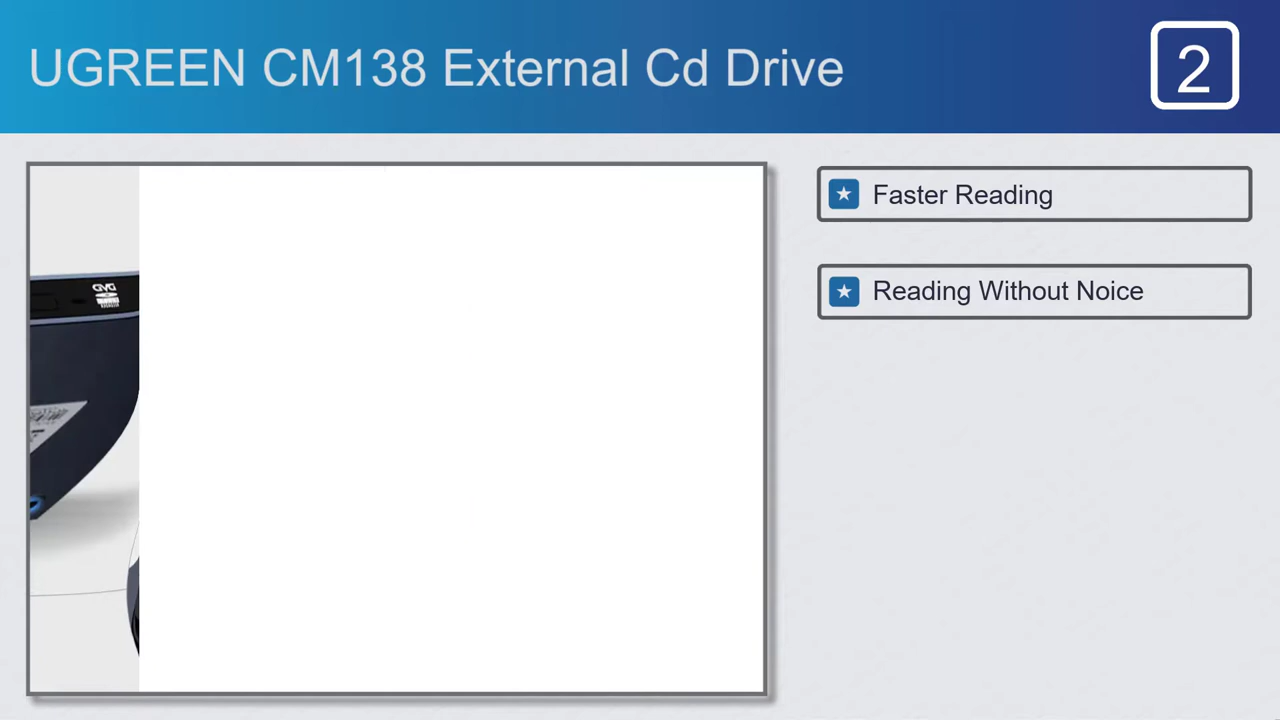 UGREEN CM138 External Cd Drive
2
Faster Reading
Reading Without Noice